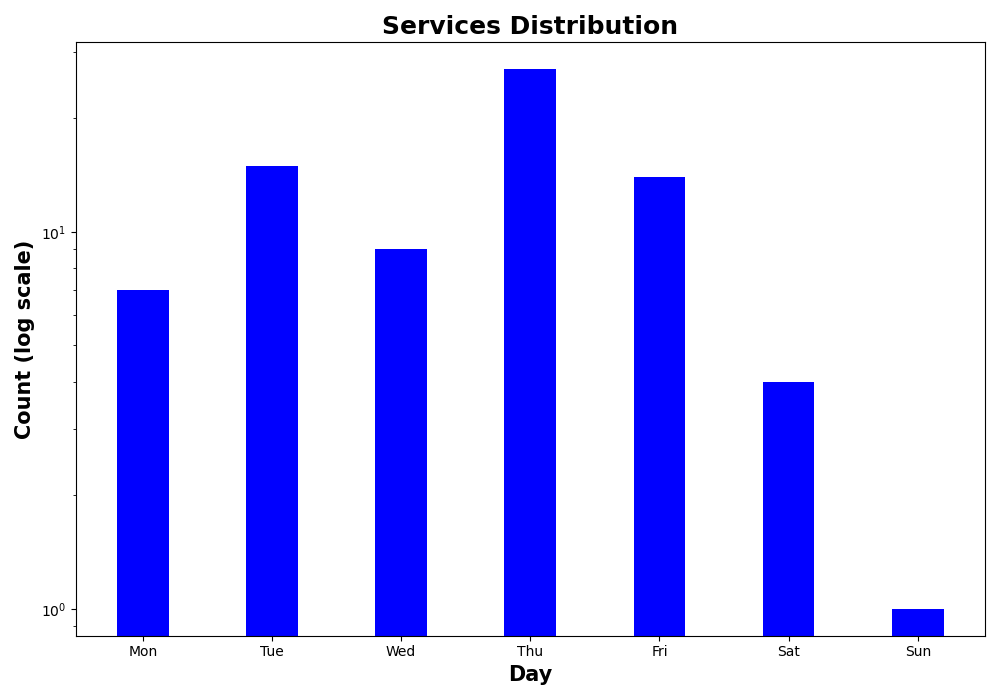 Services Distribution
Count (log scale)
10¹
10⁰
Mon Tue Wed Thu Fri Sat Sun
Day